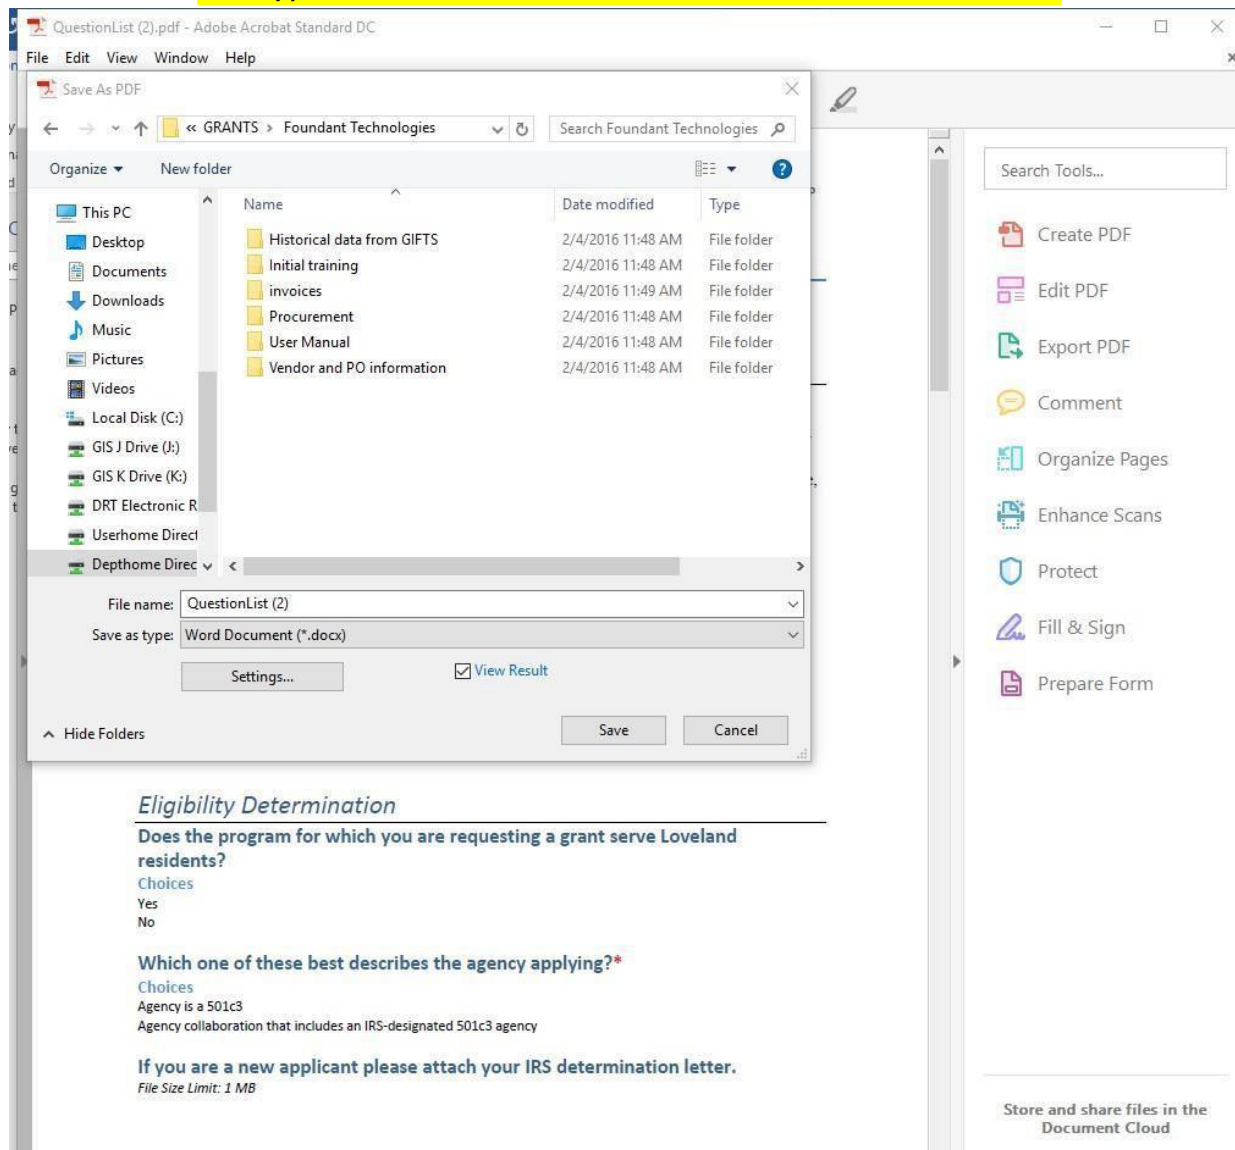 QuestionList (2).pdf - Adobe Acrobat Standard DC
File Edit View Window Help
Save As PDF
« GRANTS > Foundant Technologies
Search Foundant Technologies
Organize
New folder
Name Date modified Type
This PC
Desktop
Documents
Downloads
Music
Pictures
Videos
Local Disk (C:)
GIS J Drive (J:)
GIS K Drive (K:)
DRT Electronic R
Userhome Direct
Depthome Direc
Historical data from GIFTS 2/4/2016 11:48 AM File folder
Initial training 2/4/2016 11:48 AM File folder
invoices 2/4/2016 11:49 AM File folder
Procurement 2/4/2016 11:48 AM File folder
User Manual 2/4/2016 11:48 AM File folder
Vendor and PO information 2/4/2016 11:48 AM File folder
File name: QuestionList (2)
Save as type: Word Document (*.docx)
Settings...
View Result
Hide Folders
Save
Cancel
Search Tools...
Create PDF
Edit PDF
Export PDF
Comment
Organize Pages
Enhance Scans
Protect
Fill & Sign
Prepare Form
Eligibility Determination
Does the program for which you are requesting a grant serve Loveland
residents?
Choices
Yes
No
Which one of these best describes the agency applying?*
Choices
Agency is a 501c3
Agency collaboration that includes an IRS-designated 501c3 agency
If you are a new applicant please attach your IRS determination letter.
File Size Limit: 1 MB
Store and share files in the
Document Cloud